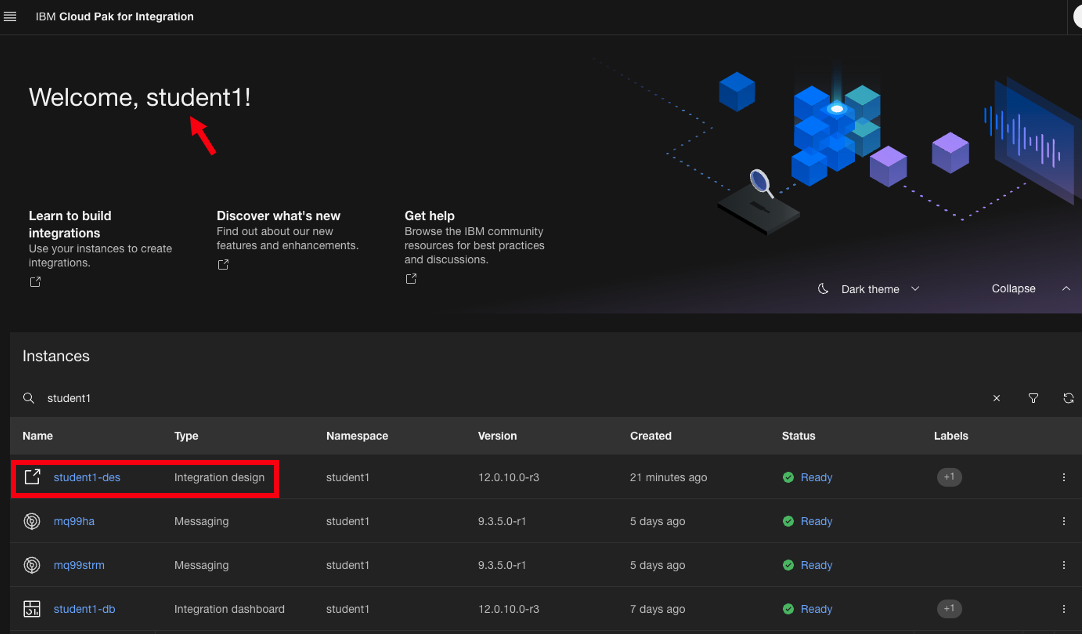 IBM Cloud Pak for Integration
Welcome, student1!
Learn to build
integrations
Use your instances to create
integrations.
Discover what's new
Find out about our new
features and enhancements.
Get help
Browse the IBM community
resources for best practices
and discussions.
Dark theme
Collapse
Instances
student1
Name Type Namespace Version Created Status Labels
student1-des Integration design student1 12.0.10.0-r3 21 minutes ago Ready +1
mq99ha Messaging student1 9.3.5.0-r1 5 days ago Ready
mq99strm Messaging student1 9.3.5.0-r1 5 days ago Ready
student1-db Integration dashboard student1 12.0.10.0-r3 7 days ago Ready +1